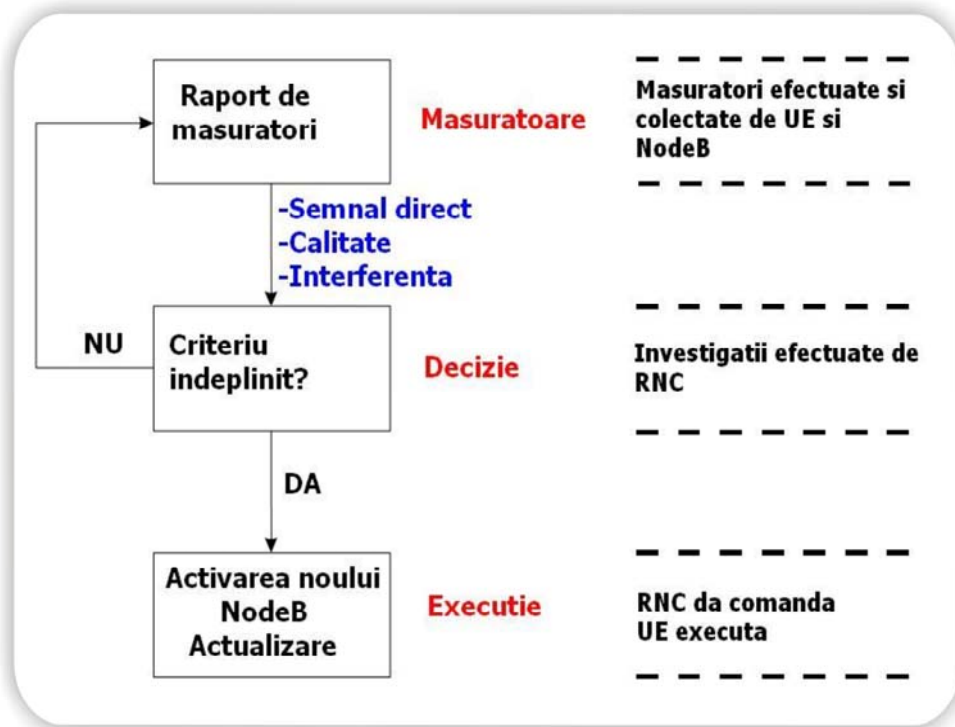 Raport de
masuratori
Masuratoare
Masuratori efectuate si
colectate de UE si
NodeB
-Semnal direct
-Calitate
-Interferenta
NU
Criteriu
indeplinit?
Decizie
Investigatii efectuate de
RNC
DA
Activarea noului
NodeB
Actualizare
Executie
RNC da comanda
UE executa